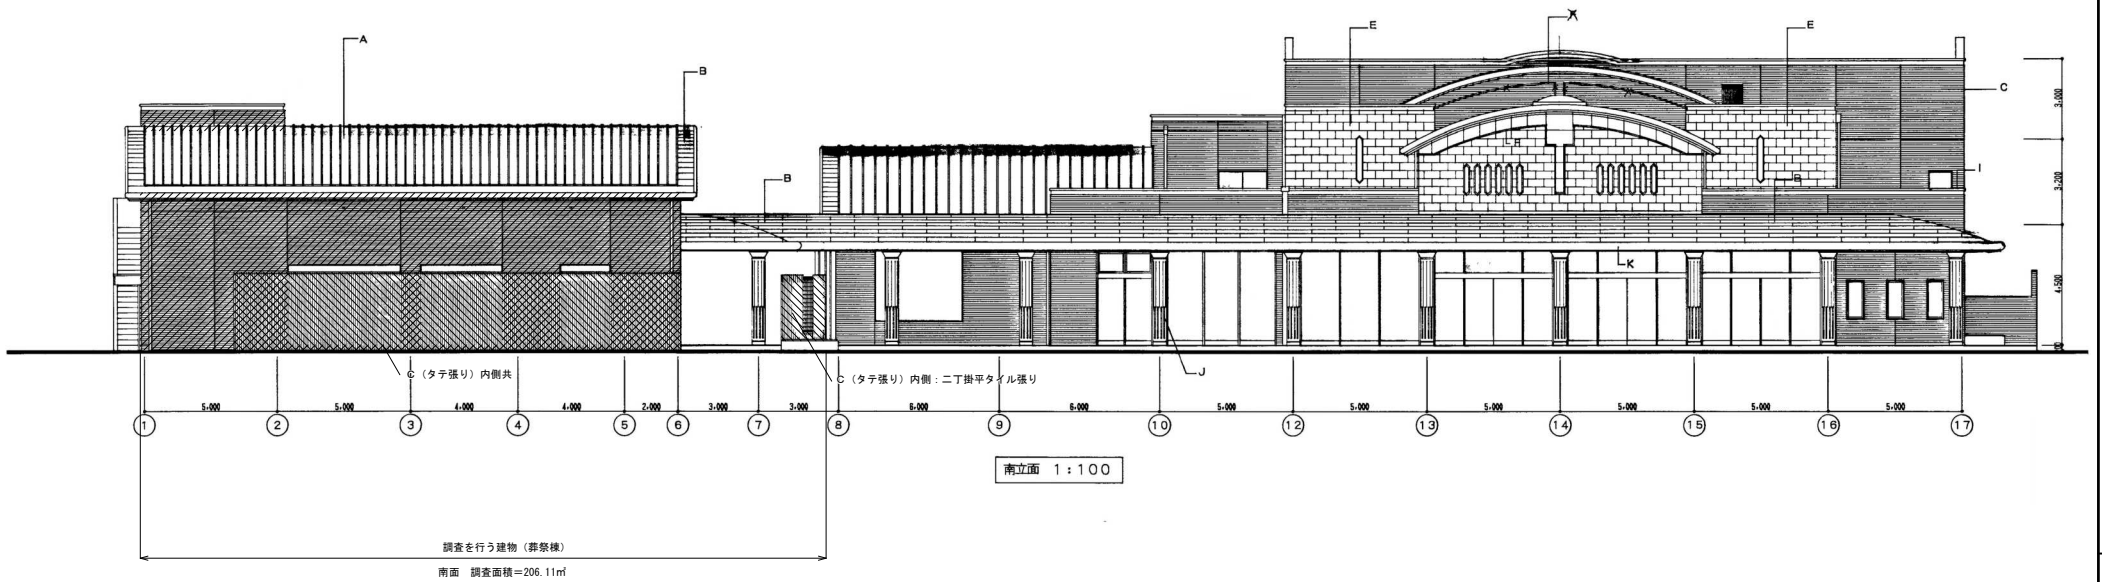 A
B
E
E
C
I
B
F
B
K
J
3,000
3,200
4,500
C（タテ張り）内側共
C（タテ張り）内側：二丁掛平タイル張り
5,000 5,000 4,000 4,000 2,000 3,000 3,000 6,000 6,000 5,000 5,000 5,000 5,000 5,000 5,000
1 2 3 4 5 6 7 8 9 10 12 13 14 15 16 17
南立面 1:100
調査を行う建物（葬祭棟）
南面 調査面積=206.11㎡